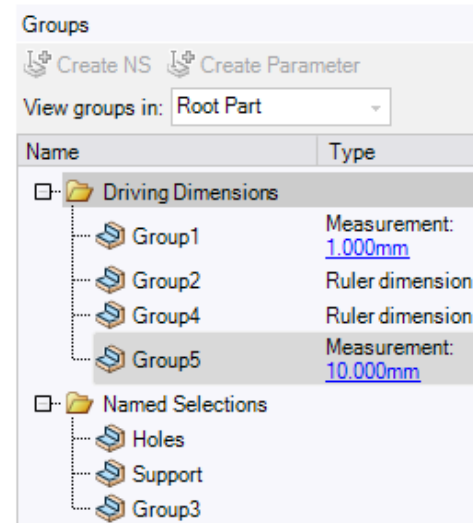 Groups
Create NS Create Parameter
View groups in: Root Part
Name Type
Driving Dimensions
Group1 Measurement: 1.000mm
Group2 Ruler dimension
Group4 Ruler dimension
Group5 Measurement: 10.000mm
Named Selections
Holes
Support
Group3